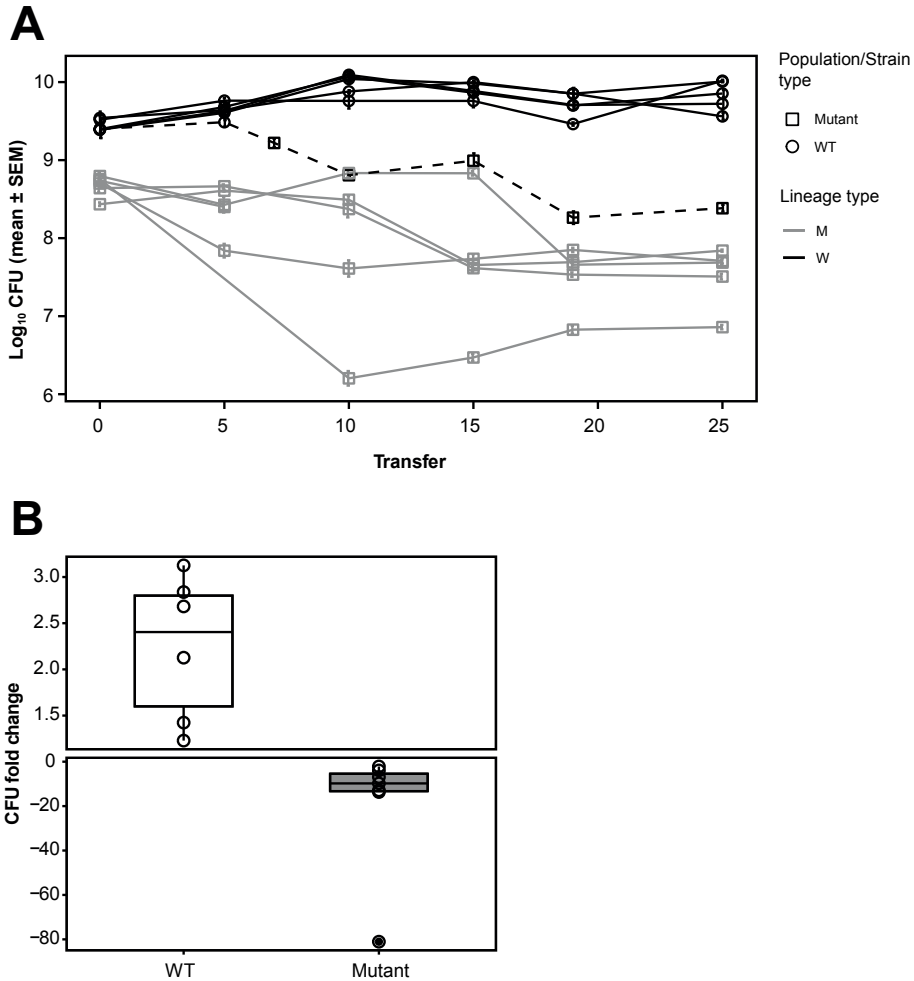 A
Log₁₀ CFU (mean ± SEM)
10
9
8
7
6
0
5
10
15
20
25
Transfer
Population/Strain
type
Mutant
WT
Lineage type
M
W
B
CFU fold change
3.0
2.5
2.0
1.5
0
−20
−40
−60
−80
WT
Mutant